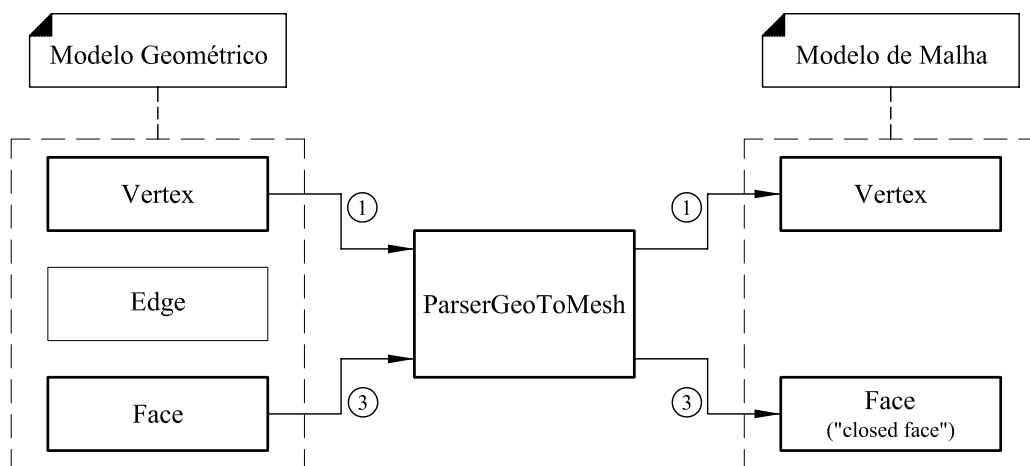 Modelo Geométrico
Modelo de Malha
Vertex
1
1
Vertex
Edge
ParserGeoToMesh
Face
3
3
Face
("closed face")